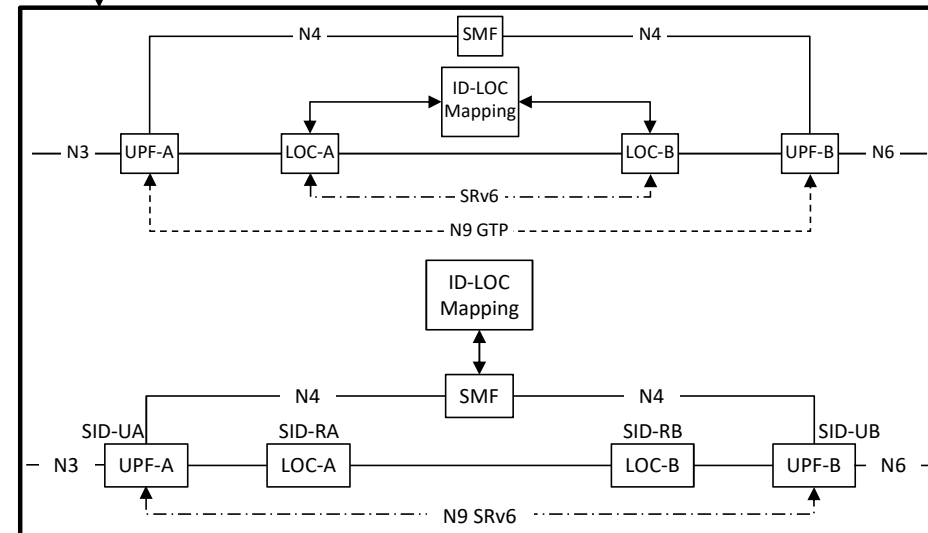 N4 SMF N4
ID-LOC
Mapping
N3 UPF-A LOC-A LOC-B UPF-B N6
SRv6
N9 GTP
ID-LOC
Mapping
N4 SMF N4
SID-UA SID-RA SID-RB SID-UB
N3 UPF-A LOC-A LOC-B UPF-B N6
N9 SRv6